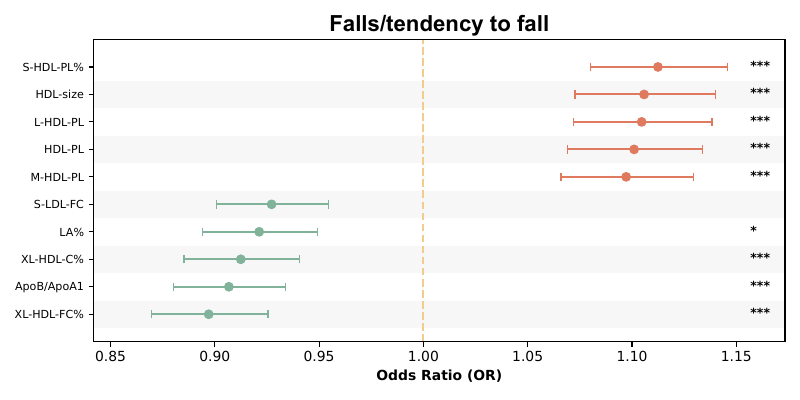 Falls/tendency to fall
S-HDL-PL% ***
HDL-size ***
L-HDL-PL ***
HDL-PL ***
M-HDL-PL ***
S-LDL-FC
LA% *
XL-HDL-C% ***
ApoB/ApoA1 ***
XL-HDL-FC% ***
0.85 0.90 0.95 1.00 1.05 1.10 1.15
Odds Ratio (OR)